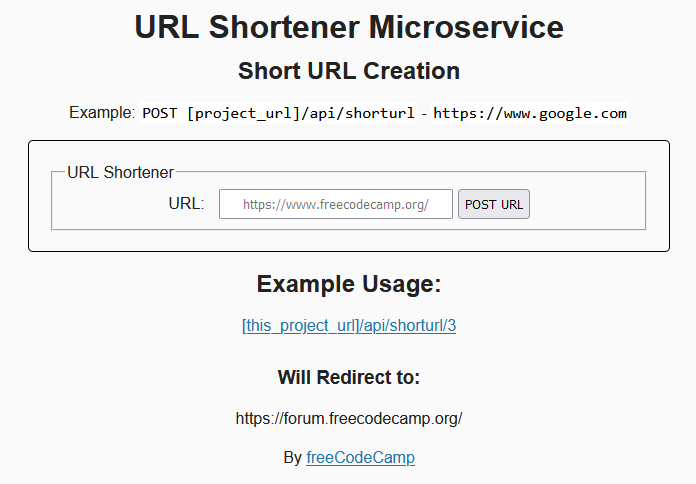 URL Shortener Microservice
Short URL Creation
Example: POST [project_url]/api/shorturl - https://www.google.com
URL Shortener
URL: https://www.freecodecamp.org/ POST URL
Example Usage:
[this_project_url]/api/shorturl/3
Will Redirect to:
https://forum.freecodecamp.org/
By freeCodeCamp